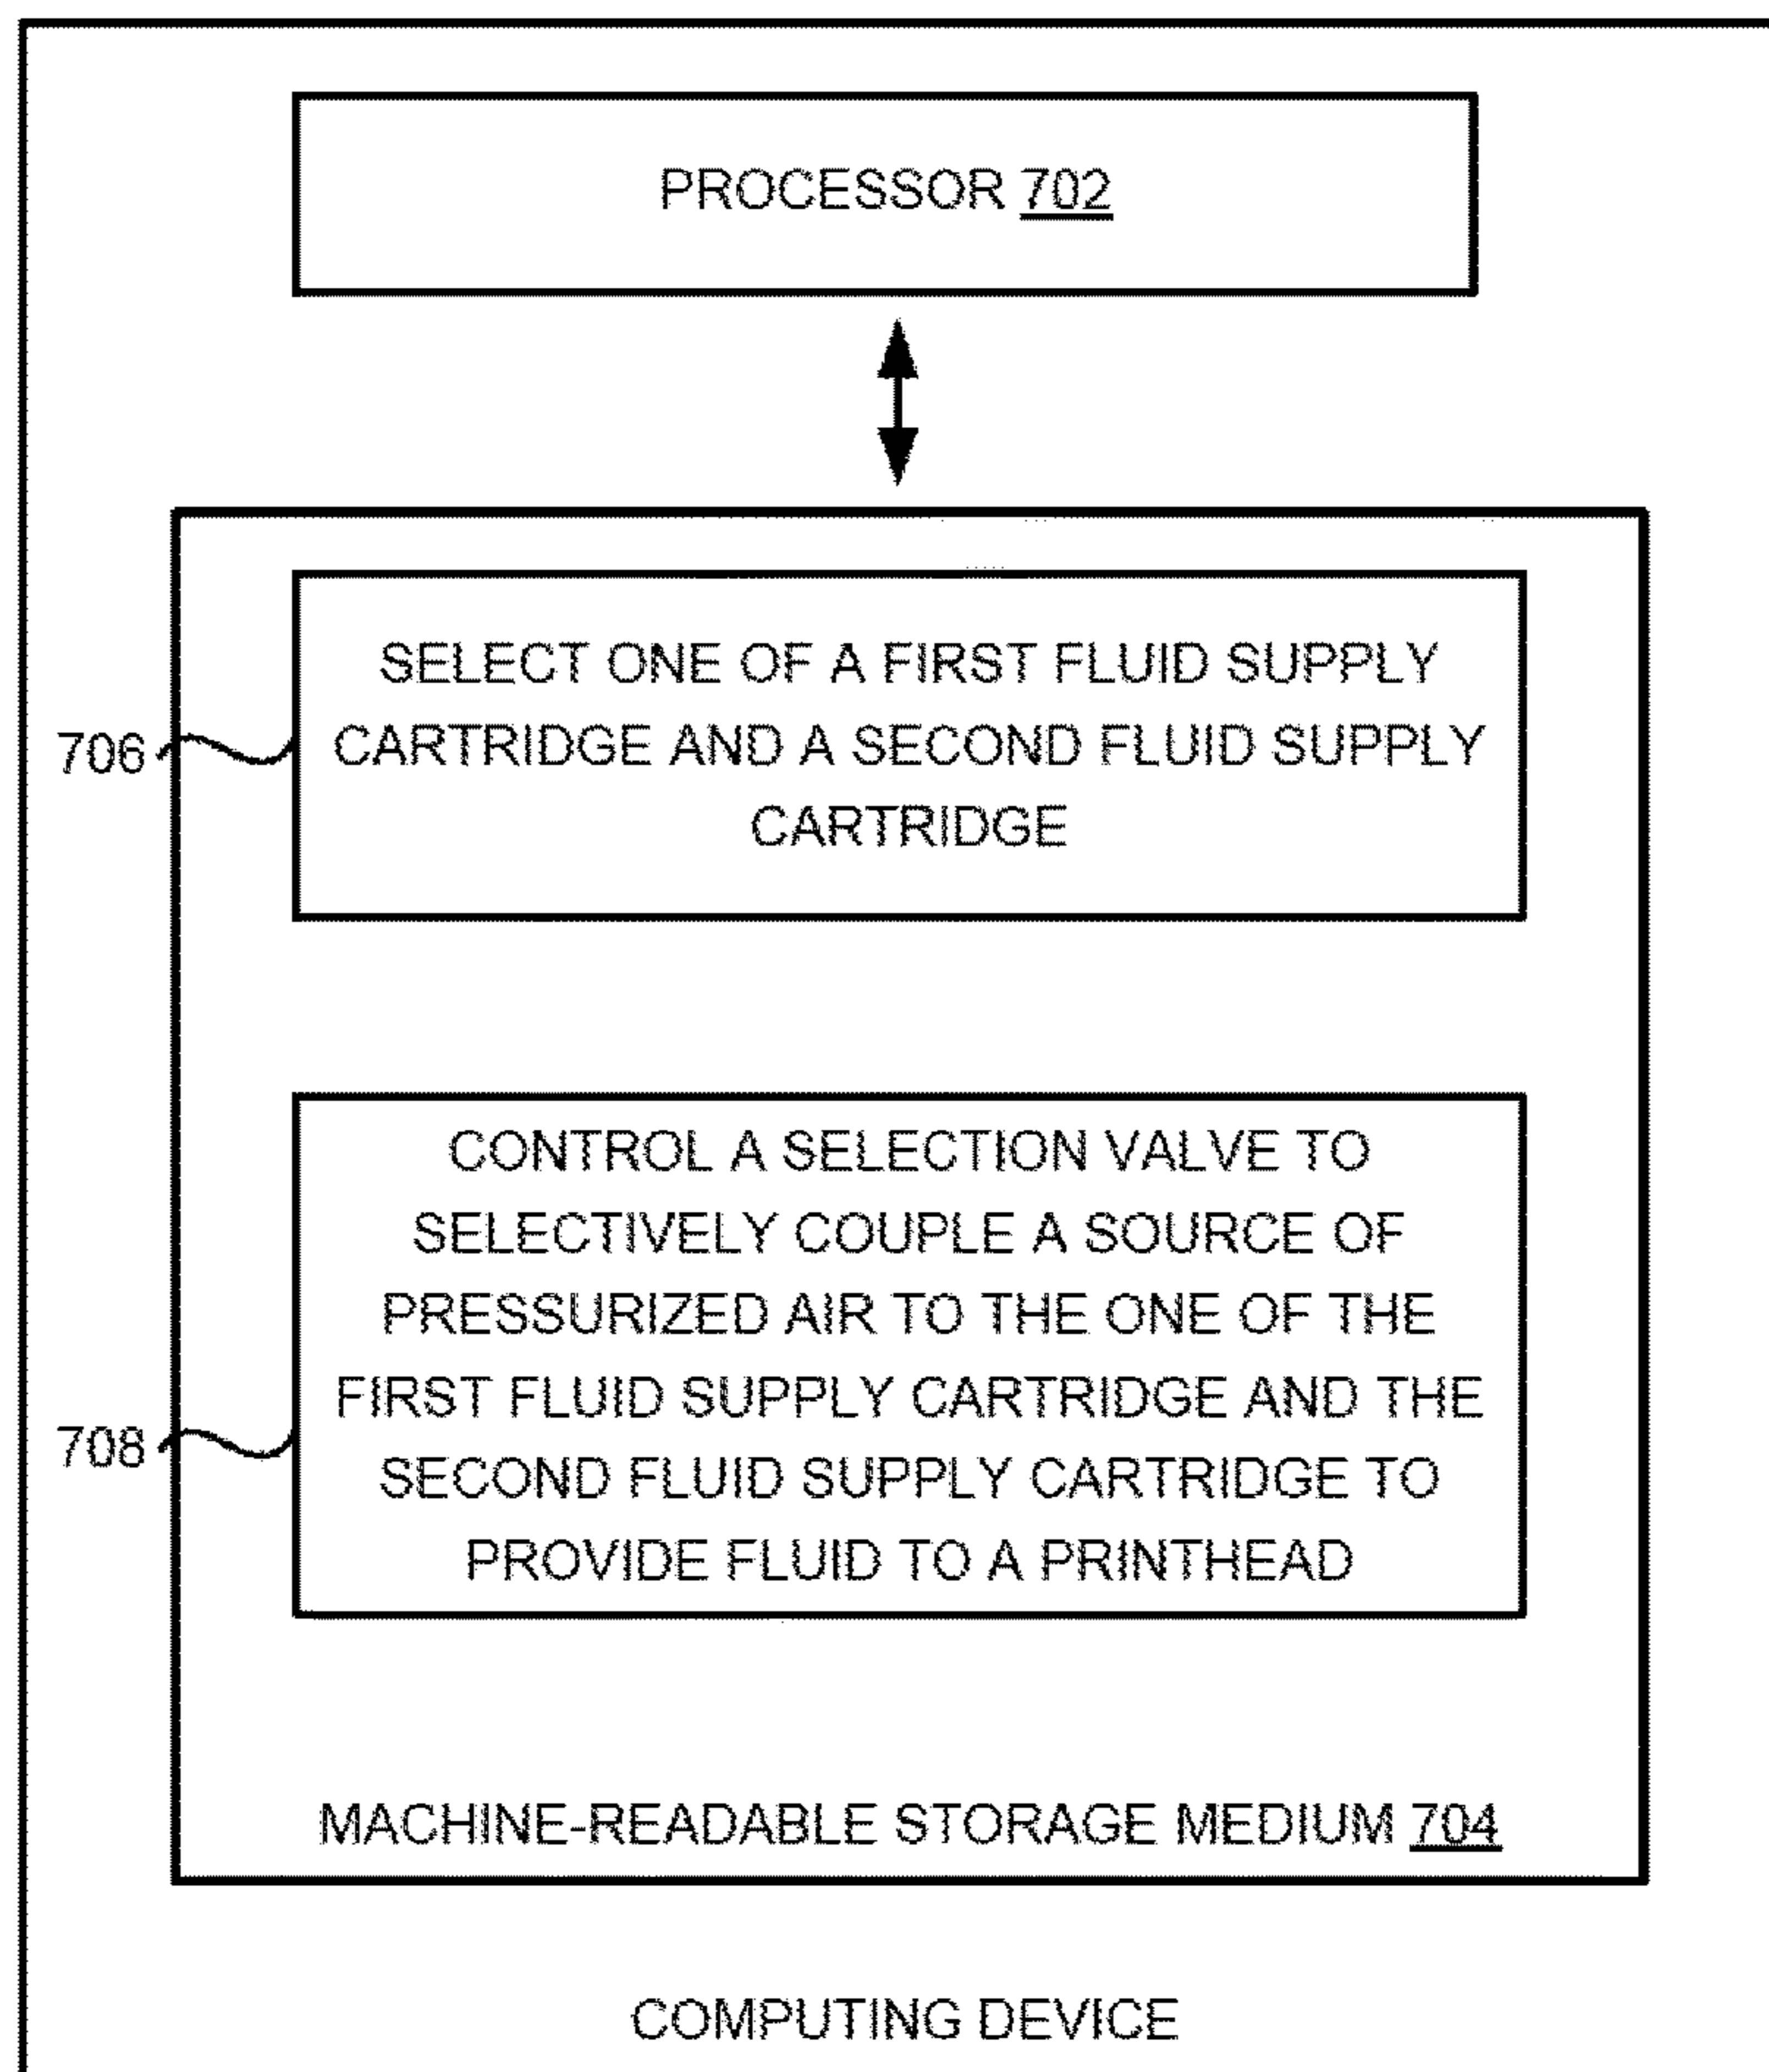 PROCESSOR 702
SELECT ONE OF A FIRST FLUID SUPPLY
CARTRIDGE AND A SECOND FLUID SUPPLY
CARTRIDGE
706
CONTROL A SELECTION VALVE TO
SELECTIVELY COUPLE A SOURCE OF
PRESSURIZED AIR TO THE ONE OF THE
FIRST FLUID SUPPLY CARTRIDGE AND THE
SECOND FLUID SUPPLY CARTRIDGE TO
PROVIDE FLUID TO A PRINTHEAD
708
MACHINE-READABLE STORAGE MEDIUM 704
COMPUTING DEVICE